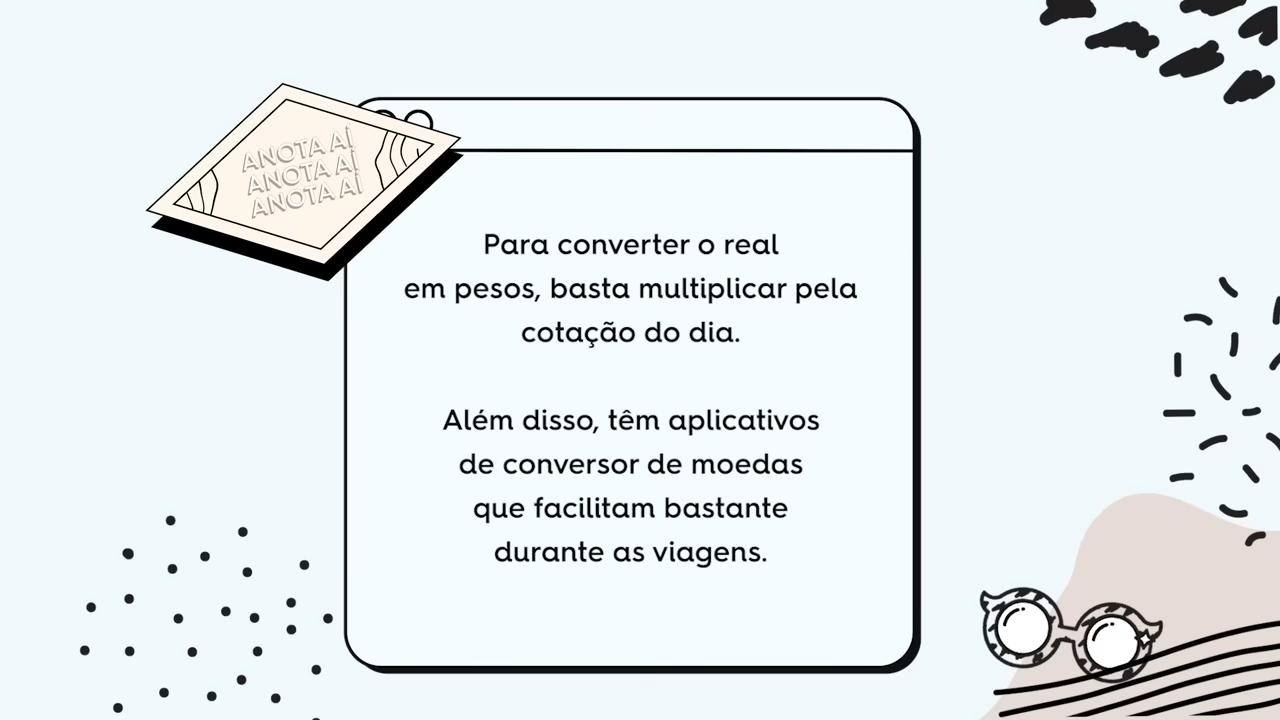 ANOTA AÍ
ANOTA AÍ
ANOTA AÍ
Para converter o real
em pesos, basta multiplicar pela
cotação do dia.
Além disso, têm aplicativos
de conversor de moedas
que facilitam bastante
durante as viagens.